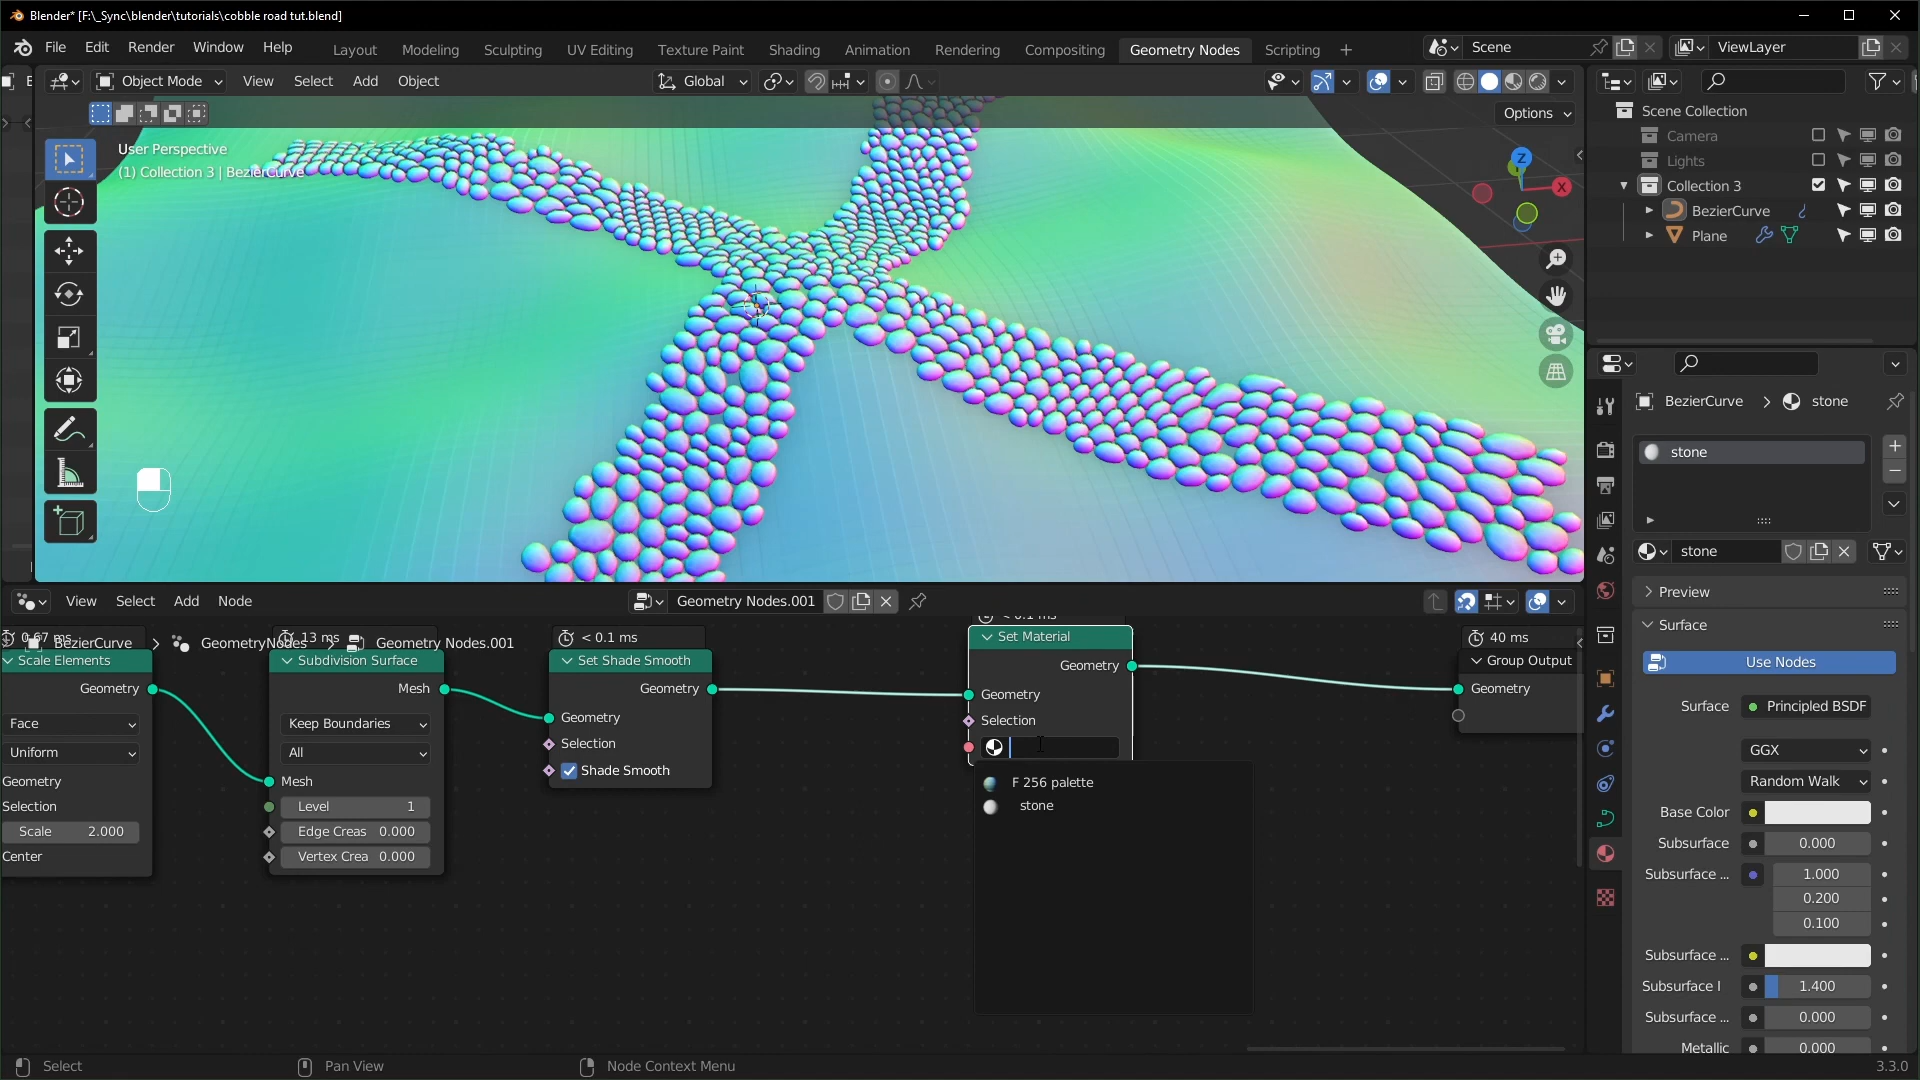 Blender* [F:\_Sync\blender\tutorials\cobble road tut.blend]
File Edit Render Window Help
Layout Modeling Sculpting UV Editing Texture Paint Shading Animation Rendering Compositing Geometry Nodes Scripting +
Scene
ViewLayer
Object Mode View Select Add Object
Global
Options
User Perspective
(1) Collection 3 | BezierCurve
Z
X
Scene Collection
Camera
Lights
Collection 3
BezierCurve
Plane
BezierCurve > stone
stone
stone
Preview
Surface
Use Nodes
Surface Principled BSDF
GGX
Random Walk
Base Color
Subsurface 0.000
Subsurface ... 1.000
0.200
0.100
Subsurface ...
Subsurface I 1.400
Subsurface ... 0.000
Metallic 0.000
View Select Add Node
Geometry Nodes.001
BezierCurve > GeometryNodes > Geometry Nodes.001
0.67 ms
Scale Elements
Geometry
Face
Uniform
Geometry
Selection
Scale 2.000
Center
13 ms
Subdivision Surface
Mesh
Keep Boundaries
All
Mesh
Level 1
Edge Creas 0.000
Vertex Crea 0.000
< 0.1 ms
Set Shade Smooth
Geometry
Geometry
Selection
Shade Smooth
< 0.1 ms
Set Material
Geometry
Geometry
Selection
F 256 palette
stone
40 ms
Group Output
Geometry
Select
Pan View
Node Context Menu
3.3.0